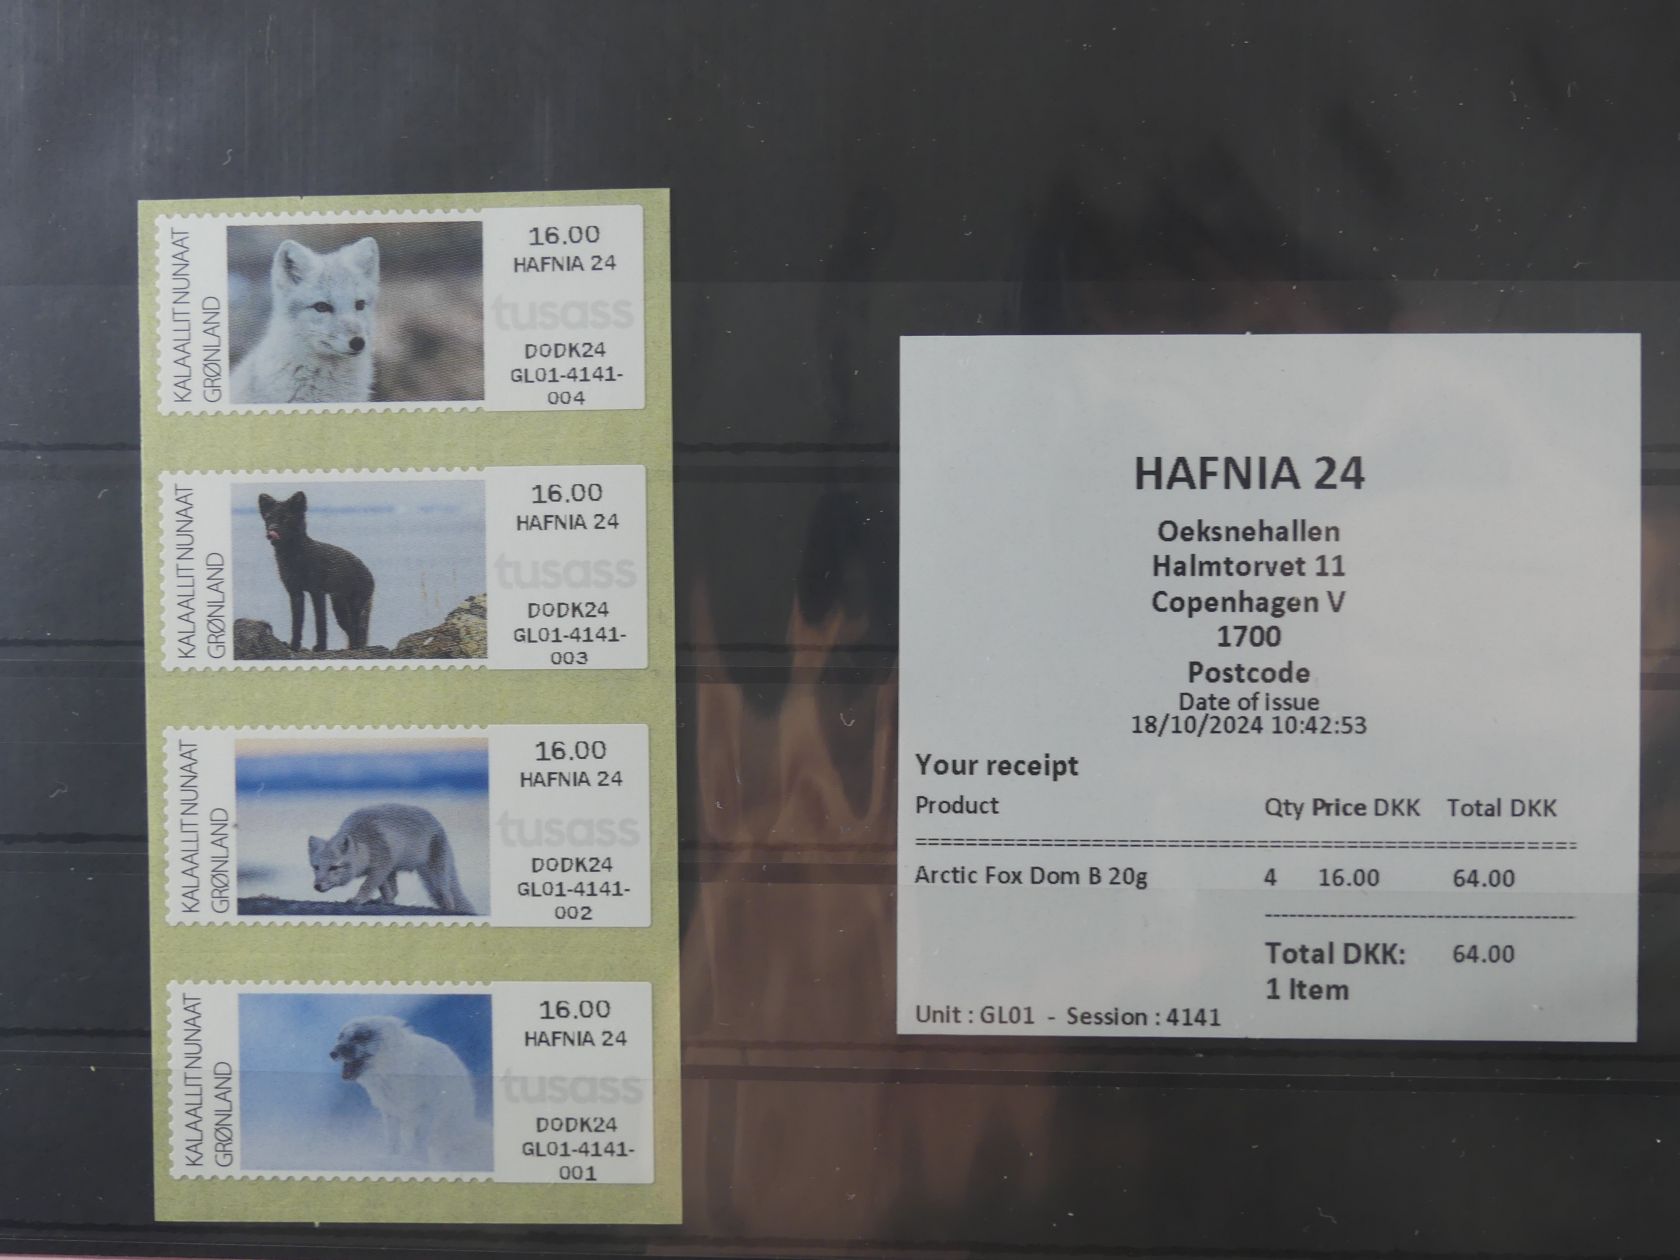 KALAALLIT NUNAAT
GRØNLAND
16.00
HAFNIA 24
tusass
DODK24
GL01-4141-
004
KALAALLIT NUNAAT
GRØNLAND
16.00
HAFNIA 24
tusass
DODK24
GL01-4141-
003
KALAALLIT NUNAAT
GRØNLAND
16.00
HAFNIA 24
tusass
DODK24
GL01-4141-
002
KALAALLIT NUNAAT
GRØNLAND
16.00
HAFNIA 24
tusass
DODK24
GL01-4141-
001
HAFNIA 24
Oeksnehallen
Halmtorvet 11
Copenhagen V
1700
Postcode
Date of issue
18/10/2024 10:42:53
Your receipt
Product Qty Price DKK Total DKK
Arctic Fox Dom B 20g 4 16.00 64.00
Total DKK: 64.00
1 Item
Unit : GL01 - Session : 4141